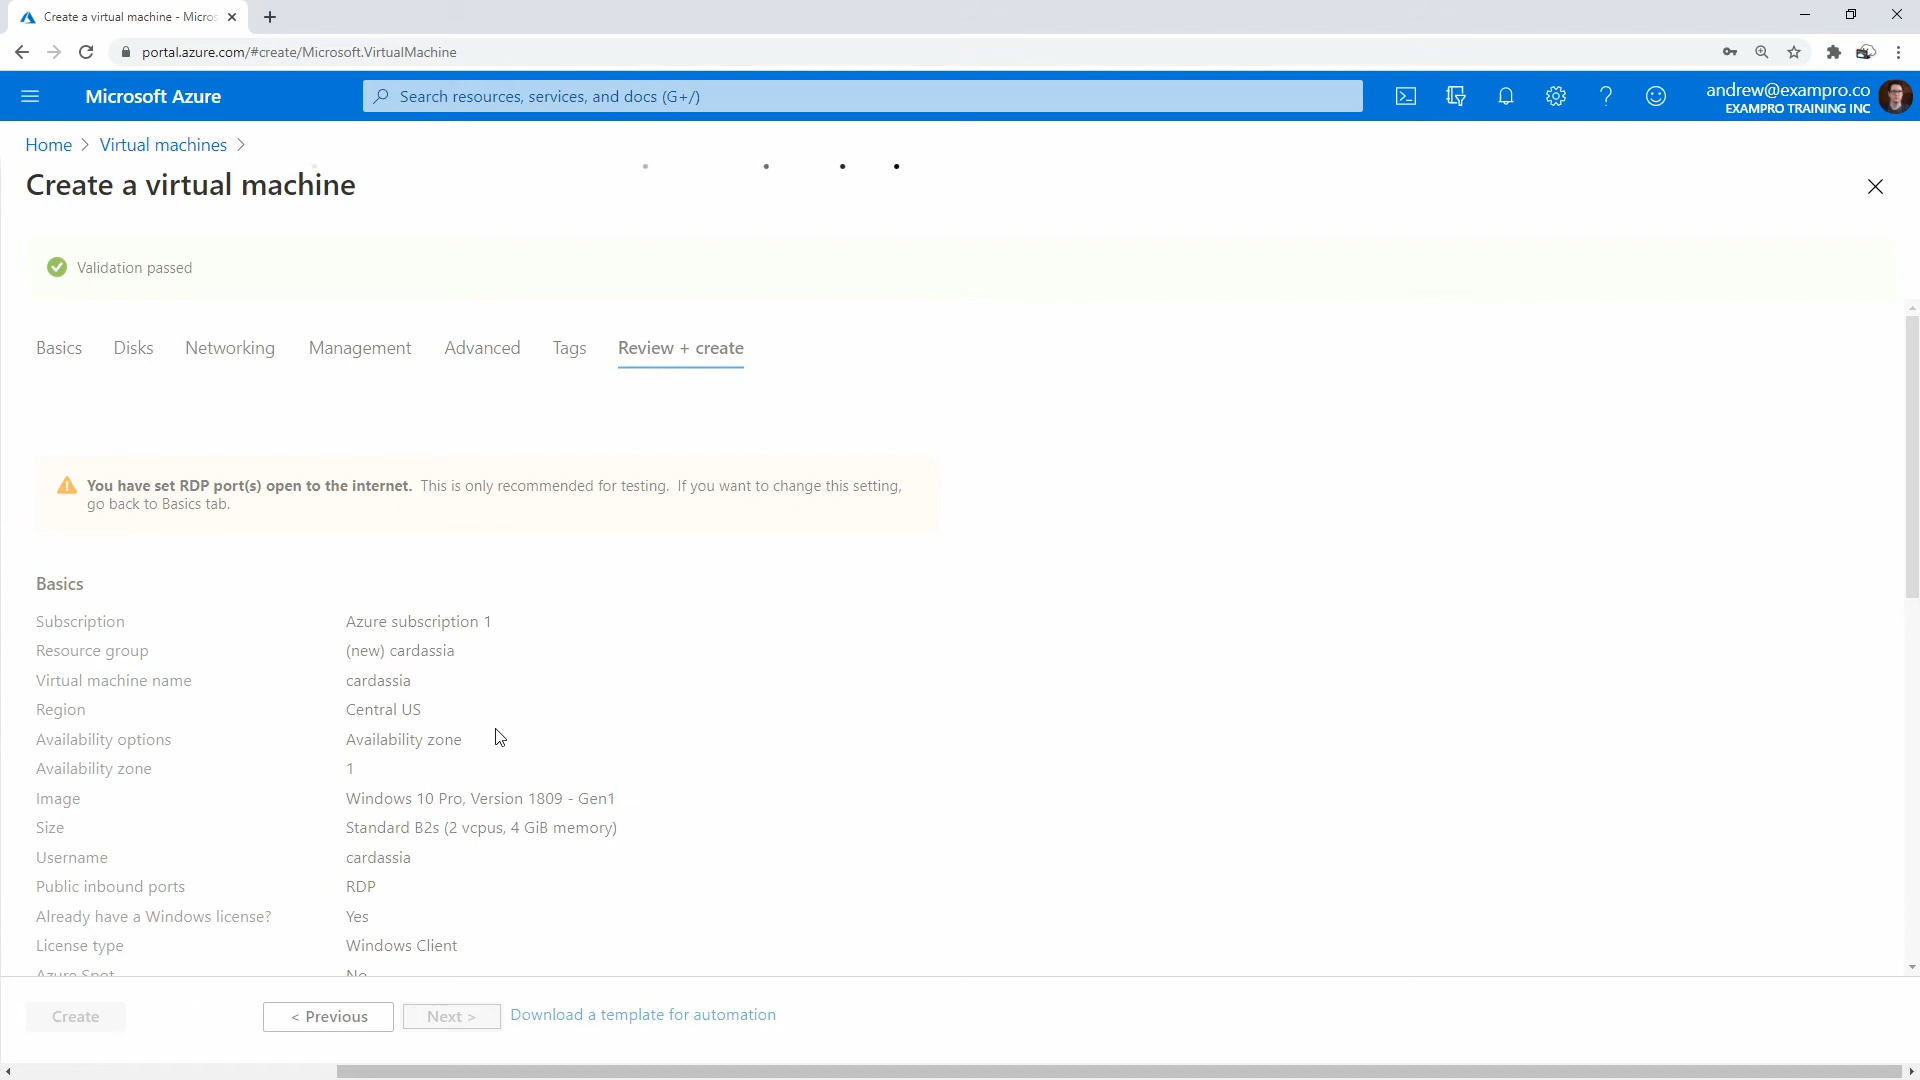 Create a virtual machine - Micros
portal.azure.com/#create/Microsoft.VirtualMachine
Microsoft Azure
Search resources, services, and docs (G+/)
andrew@exampro.co
EXAMPRO TRAINING INC
Home > Virtual machines >
Create a virtual machine
Validation passed
Basics Disks Networking Management Advanced Tags Review + create
You have set RDP port(s) open to the internet. This is only recommended for testing. If you want to change this setting,
go back to Basics tab.
Basics
Subscription Azure subscription 1
Resource group (new) cardassia
Virtual machine name cardassia
Region Central US
Availability options Availability zone
Availability zone 1
Image Windows 10 Pro, Version 1809 - Gen1
Size Standard B2s (2 vcpus, 4 GiB memory)
Username cardassia
Public inbound ports RDP
Already have a Windows license? Yes
License type Windows Client
Azure Spot No
Create < Previous Next > Download a template for automation